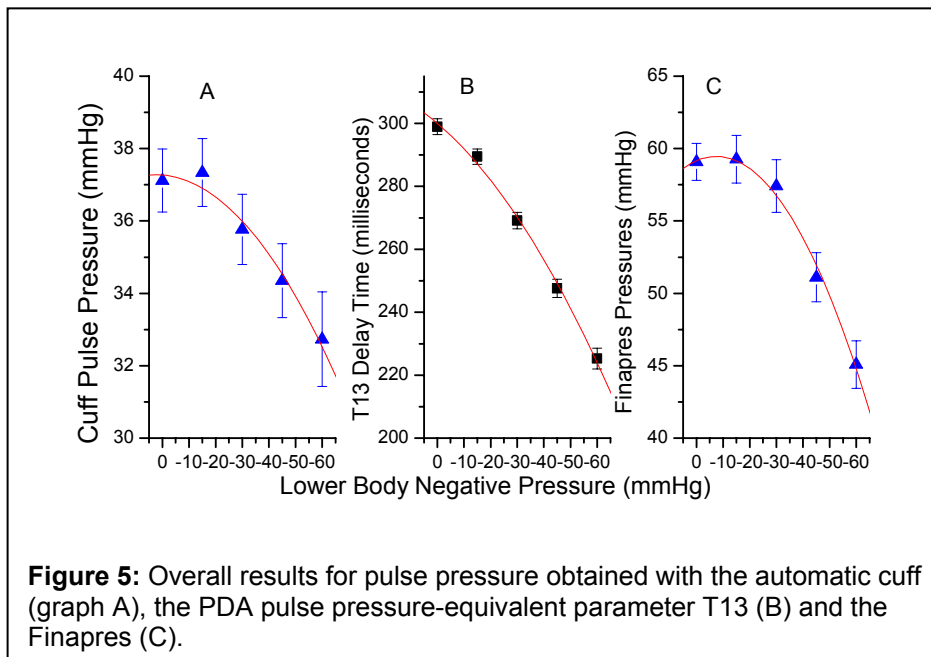 A
B
C
Cuff Pulse Pressure (mmHg)
40
38
36
34
32
30
0 -10 -20 -30 -40 -50 -60
T13 Delay Time (milliseconds)
300
280
260
240
220
200
0 -10 -20 -30 -40 -50 -60
Finapres Pressures (mmHg)
65
60
55
50
45
40
0 -10 -20 -30 -40 -50 -60
Lower Body Negative Pressure (mmHg)
Figure 5: Overall results for pulse pressure obtained with the automatic cuff
(graph A), the PDA pulse pressure-equivalent parameter T13 (B) and the
Finapres (C).